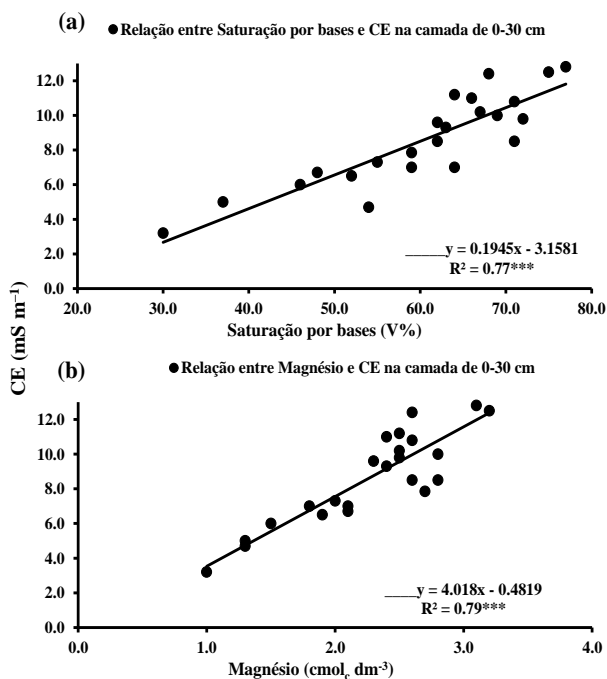 (a)
●Relação entre Saturação por bases e CE na camada de 0-30 cm
12.0
10.0
8.0
6.0
4.0
2.0
0.0
_____y = 0.1945x - 3.1581
R² = 0.77***
20.0 30.0 40.0 50.0 60.0 70.0 80.0
Saturação por bases (V%)
CE (mS m⁻¹)
(b)
●Relação entre Magnésio e CE na camada de 0-30 cm
12.0
10.0
8.0
6.0
4.0
2.0
0.0
____y = 4.018x - 0.4819
R² = 0.79***
0.0 1.0 2.0 3.0 4.0
Magnésio (cmolc dm⁻³)